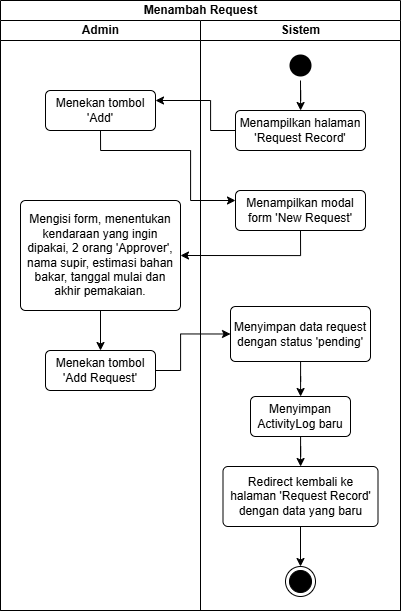 Menambah Request
Admin
Sistem
Menampilkan halaman
'Request Record'
Menekan tombol
'Add'
Menampilkan modal
form 'New Request'
Mengisi form, menentukan
kendaraan yang ingin
dipakai, 2 orang 'Approver',
nama supir, estimasi bahan
bakar, tanggal mulai dan
akhir pemakaian.
Menekan tombol
'Add Request'
Menyimpan data request
dengan status 'pending'
Menyimpan
ActivityLog baru
Redirect kembali ke
halaman 'Request Record'
dengan data yang baru